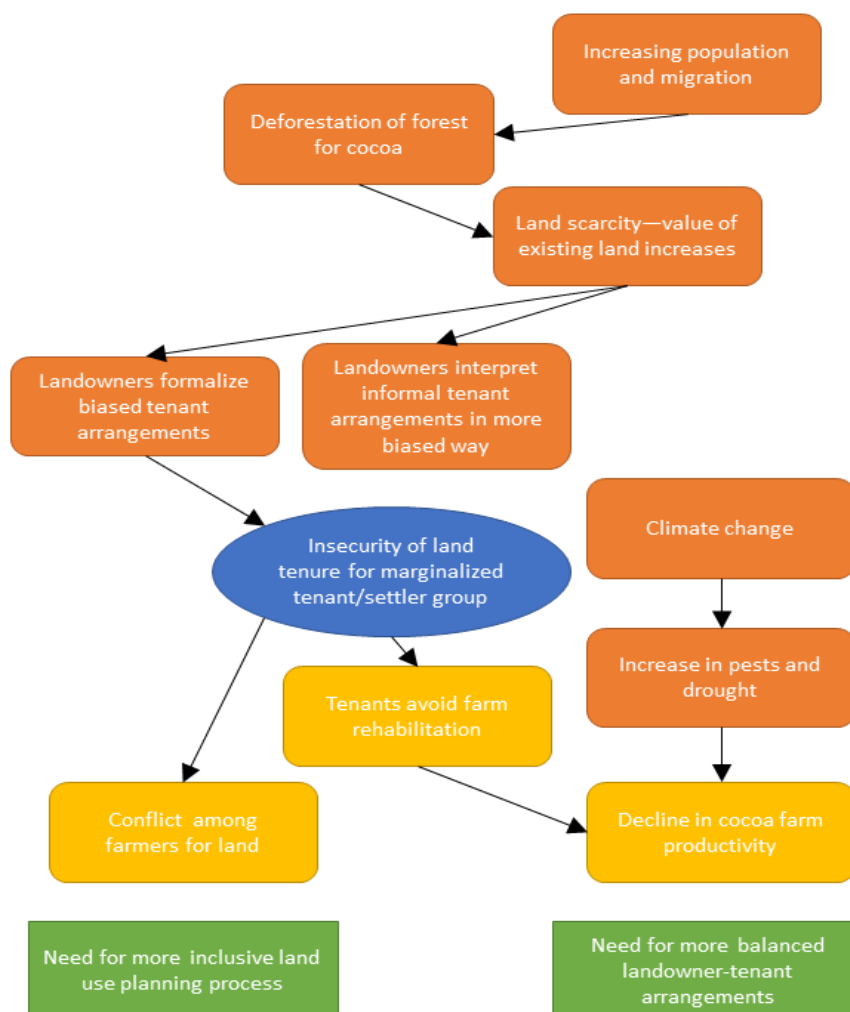 Increasing population
and migration
Deforestation of forest
for cocoa
Land scarcity—value of
existing land increases
Landowners formalize
biased tenant
arrangements
Landowners interpret
informal tenant
arrangements in more
biased way
Insecurity of land
tenure for marginalized
tenant/settler group
Climate change
Increase in pests and
drought
Tenants avoid farm
rehabilitation
Conflict among
farmers for land
Decline in cocoa farm
productivity
Need for more inclusive land
use planning process
Need for more balanced
landowner-tenant
arrangements